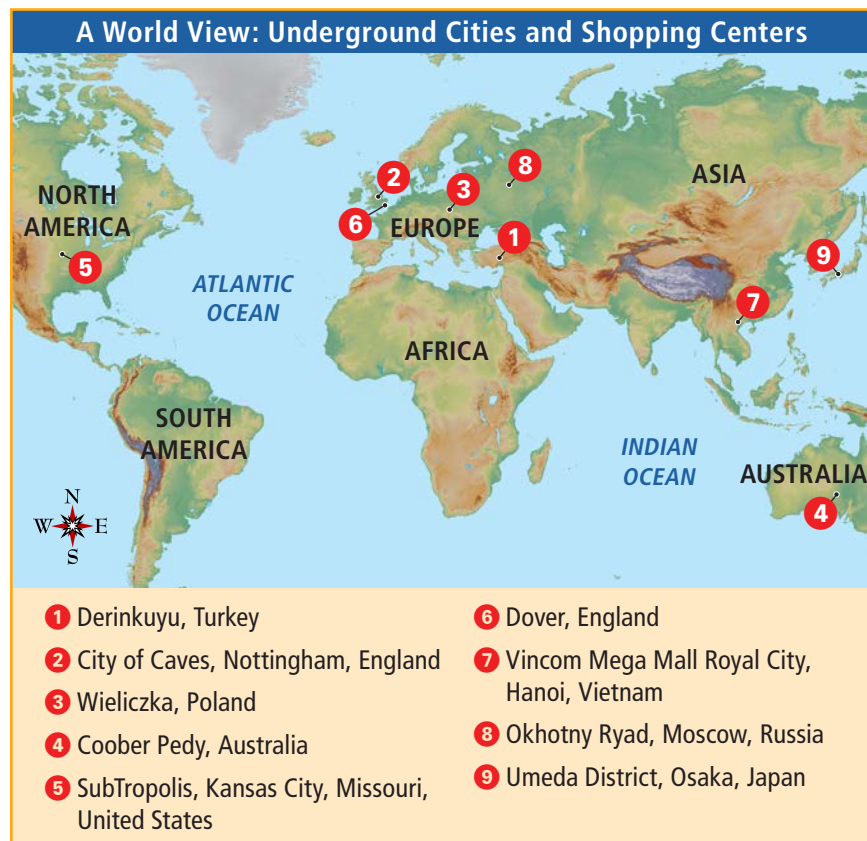 A World View: Underground Cities and Shopping Centers
NORTH
AMERICA
5
ATLANTIC
OCEAN
SOUTH
AMERICA
2
6
3
EUROPE
8
1
AFRICA
ASIA
9
7
INDIAN
OCEAN
AUSTRALIA
4
N
W E
S
1 Derinkuyu, Turkey
2 City of Caves, Nottingham, England
3 Wieliczka, Poland
4 Coober Pedy, Australia
5 SubTropolis, Kansas City, Missouri,
United States
6 Dover, England
7 Vincom Mega Mall Royal City,
Hanoi, Vietnam
8 Okhotny Ryad, Moscow, Russia
9 Umeda District, Osaka, Japan